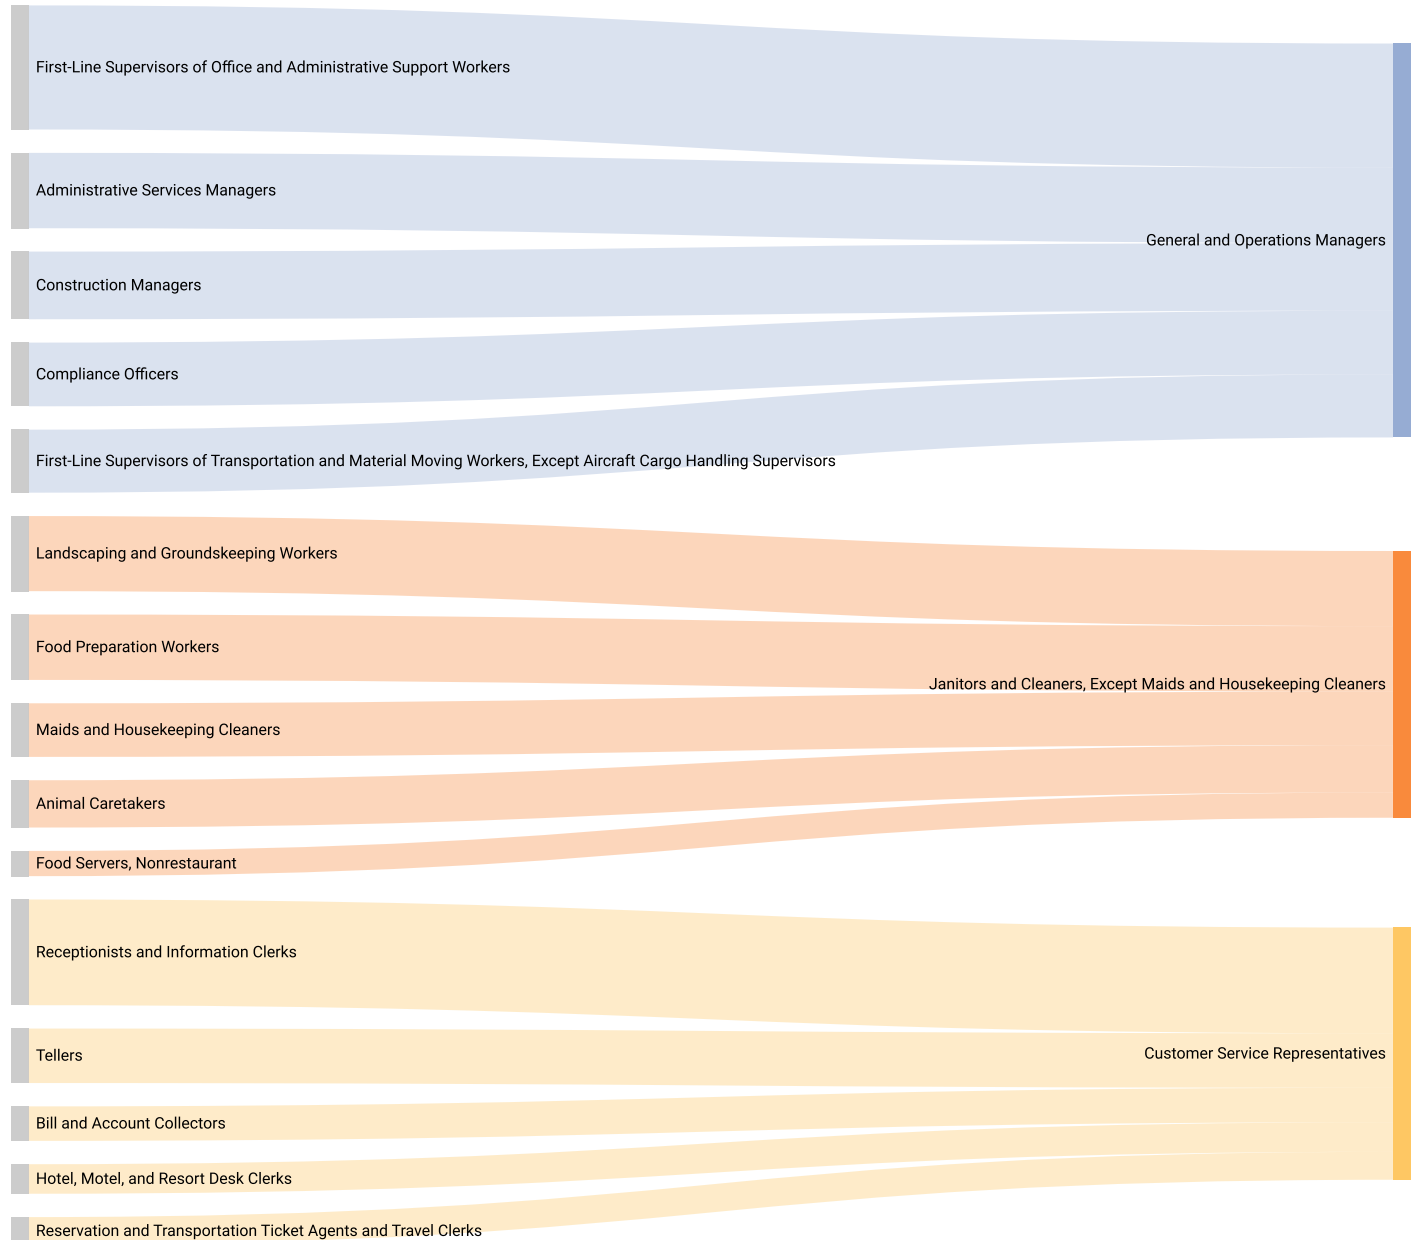 First-Line Supervisors of Office and Administrative Support Workers
Administrative Services Managers
General and Operations Managers
Construction Managers
Compliance Officers
First-Line Supervisors of Transportation and Material Moving Workers, Except Aircraft Cargo Handling Supervisors
Landscaping and Groundskeeping Workers
Food Preparation Workers
Janitors and Cleaners, Except Maids and Housekeeping Cleaners
Maids and Housekeeping Cleaners
Animal Caretakers
Food Servers, Nonrestaurant
Receptionists and Information Clerks
Tellers
Customer Service Representatives
Bill and Account Collectors
Hotel, Motel, and Resort Desk Clerks
Reservation and Transportation Ticket Agents and Travel Clerks